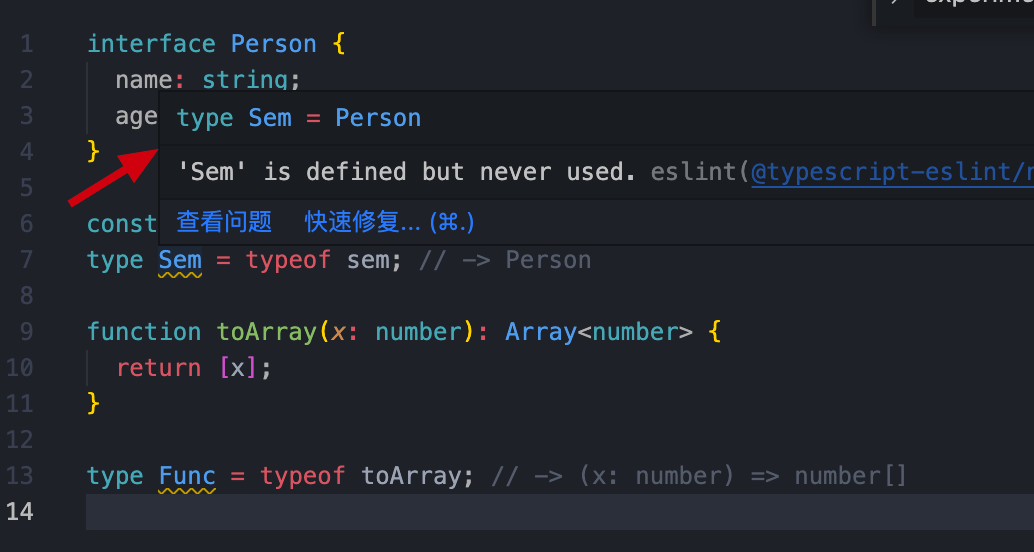 1 interface Person {
2 name: string;
3 age
4 }
5
6 const
7 type Sem = typeof sem; // -> Person
8
9 function toArray(x: number): Array<number> {
10 return [x];
11 }
12
13 type Func = typeof toArray; // -> (x: number) => number[]
14
type Sem = Person
'Sem' is defined but never used. eslint(@typescript-eslint/
查看问题 快速修复... (⌘.)